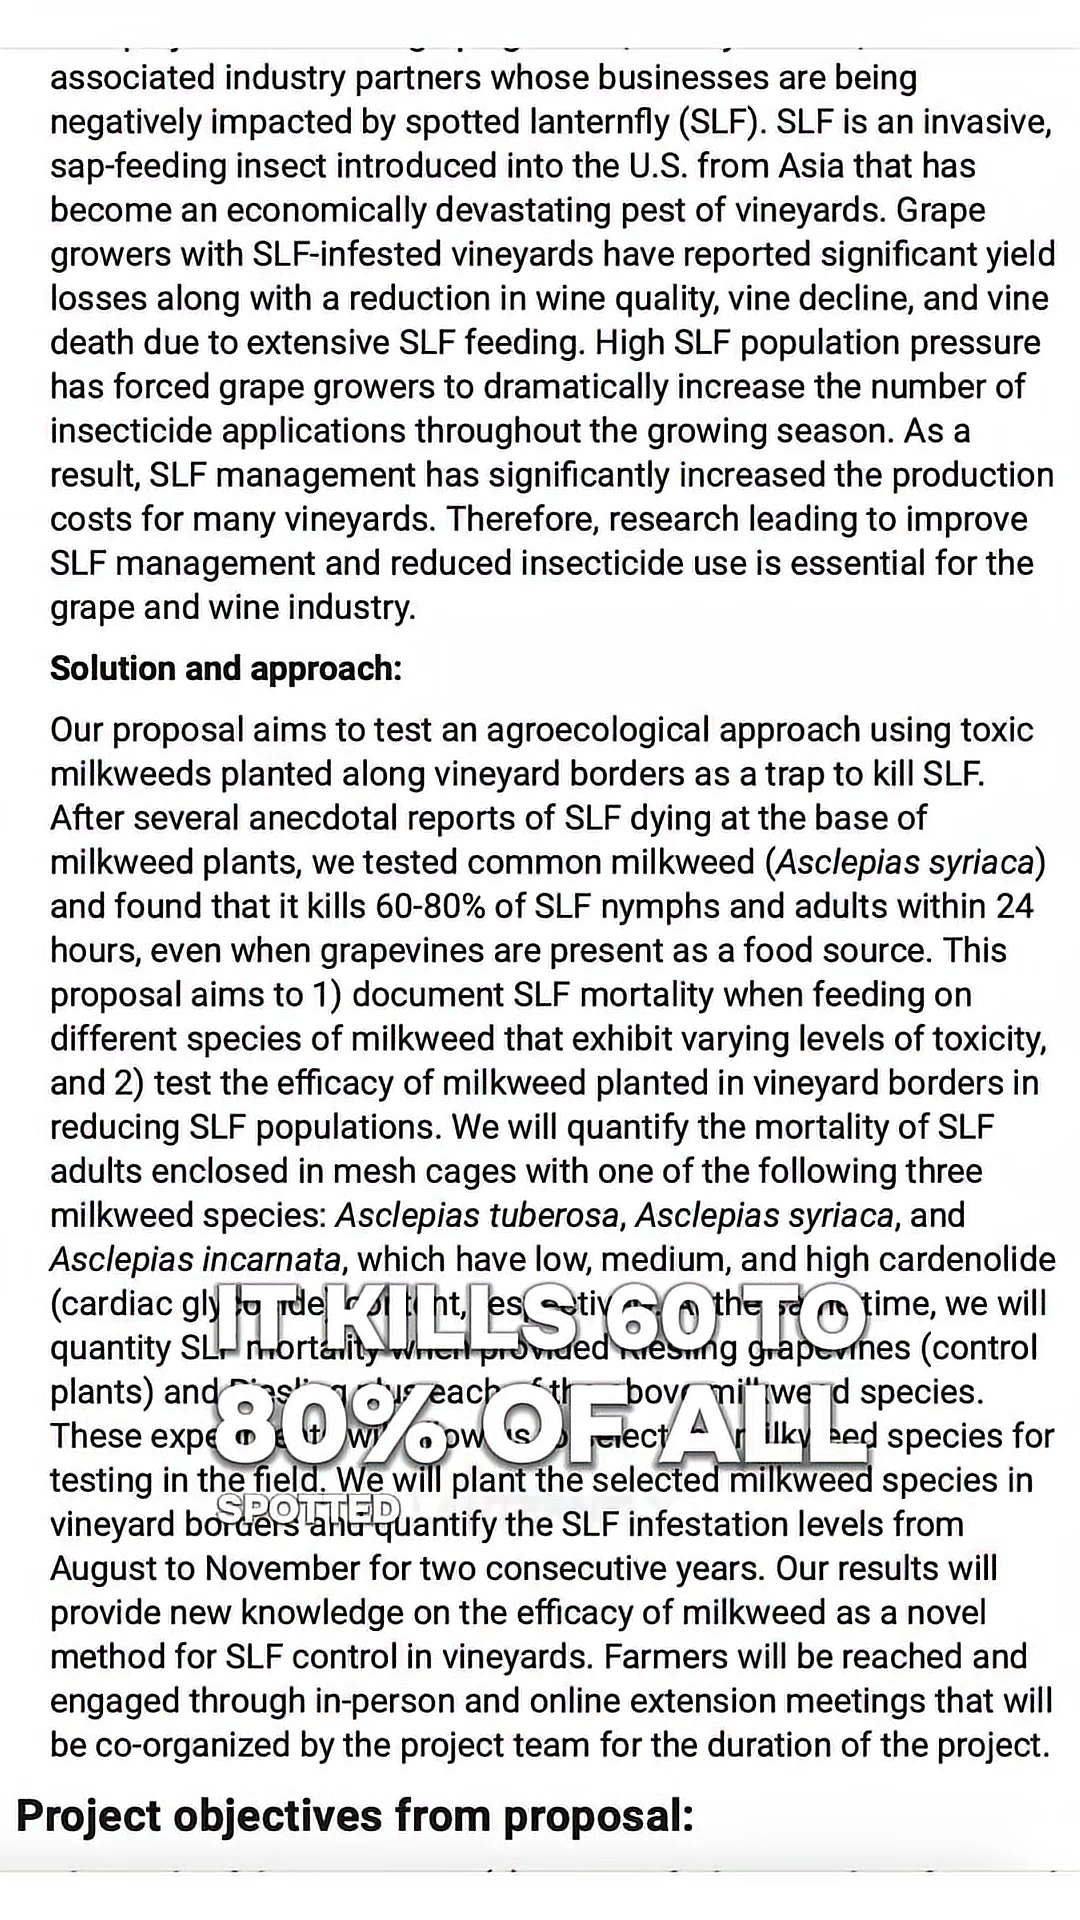 associated industry partners whose businesses are being
negatively impacted by spotted lanternfly (SLF). SLF is an invasive,
sap-feeding insect introduced into the U.S. from Asia that has
become an economically devastating pest of vineyards. Grape
growers with SLF-infested vineyards have reported significant yield
losses along with a reduction in wine quality, vine decline, and vine
death due to extensive SLF feeding. High SLF population pressure
has forced grape growers to dramatically increase the number of
insecticide applications throughout the growing season. As a
result, SLF management has significantly increased the production
costs for many vineyards. Therefore, research leading to improve
SLF management and reduced insecticide use is essential for the
grape and wine industry.
Solution and approach:
Our proposal aims to test an agroecological approach using toxic
milkweeds planted along vineyard borders as a trap to kill SLF.
After several anecdotal reports of SLF dying at the base of
milkweed plants, we tested common milkweed (Asclepias syriaca)
and found that it kills 60-80% of SLF nymphs and adults within 24
hours, even when grapevines are present as a food source. This
proposal aims to 1) document SLF mortality when feeding on
different species of milkweed that exhibit varying levels of toxicity,
and 2) test the efficacy of milkweed planted in vineyard borders in
reducing SLF populations. We will quantify the mortality of SLF
adults enclosed in mesh cages with one of the following three
milkweed species: Asclepias tuberosa, Asclepias syriaca, and
Asclepias incarnata, which have low, medium, and high cardenolide
(cardiac the time, we will
quantity SLF mortality when provided Riesling grapevines (control
plants) and each milkweed species.
These species for
testing in the field. We will plant the selected milkweed species in
vineyard borders and quantify the SLF infestation levels from
August to November for two consecutive years. Our results will
provide new knowledge on the efficacy of milkweed as a novel
method for SLF control in vineyards. Farmers will be reached and
engaged through in-person and online extension meetings that will
be co-organized by the project team for the duration of the project.
Project objectives from proposal:
IT KILLS 60 TO
80% OF ALL
SPOTTED